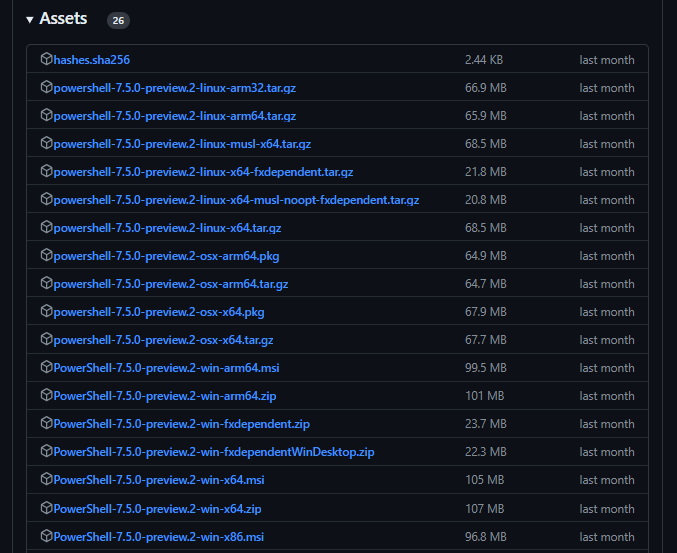 Assets 26
hashes.sha256 2.44 KB last month
powershell-7.5.0-preview.2-linux-arm32.tar.gz 66.9 MB last month
powershell-7.5.0-preview.2-linux-arm64.tar.gz 65.9 MB last month
powershell-7.5.0-preview.2-linux-musl-x64.tar.gz 68.5 MB last month
powershell-7.5.0-preview.2-linux-x64-fxdependent.tar.gz 21.8 MB last month
powershell-7.5.0-preview.2-linux-x64-musl-noopt-fxdependent.tar.gz 20.8 MB last month
powershell-7.5.0-preview.2-linux-x64.tar.gz 68.5 MB last month
powershell-7.5.0-preview.2-osx-arm64.pkg 64.9 MB last month
powershell-7.5.0-preview.2-osx-arm64.tar.gz 64.7 MB last month
powershell-7.5.0-preview.2-osx-x64.pkg 67.9 MB last month
powershell-7.5.0-preview.2-osx-x64.tar.gz 67.7 MB last month
PowerShell-7.5.0-preview.2-win-arm64.msi 99.5 MB last month
PowerShell-7.5.0-preview.2-win-arm64.zip 101 MB last month
PowerShell-7.5.0-preview.2-win-fxdependent.zip 23.7 MB last month
PowerShell-7.5.0-preview.2-win-fxdependentWinDesktop.zip 22.3 MB last month
PowerShell-7.5.0-preview.2-win-x64.msi 105 MB last month
PowerShell-7.5.0-preview.2-win-x64.zip 107 MB last month
PowerShell-7.5.0-preview.2-win-x86.msi 96.8 MB last month